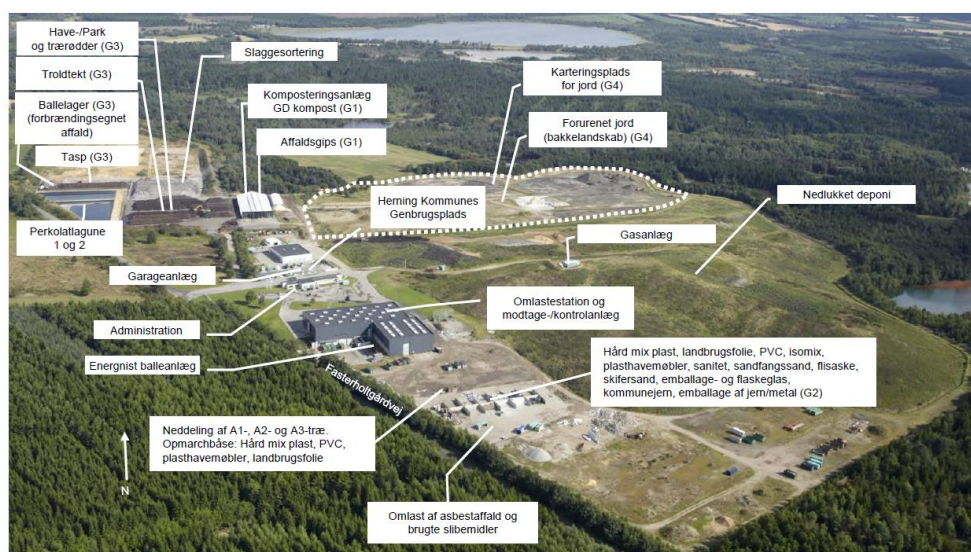 Have-/Park
og trærødder (G3)
Slaggesortering
Troldtekt (G3)
Ballelager (G3)
(forbrændingsegnet
affald)
Tasp (G3)
Komposteringsanlæg
GD kompost (G1)
Affaldsgips (G1)
Karteringsplads
for jord (G4)
Forurenet jord
(bakkelandskab) (G4)
Nedlukket deponi
Herning Kommunes
Genbrugsplads
Perkolatlagune
1 og 2
Gasanlæg
Garageanlæg
Omlastestation og
modtage-/kontrolanlæg
Administration
Energnist balleanlæg
Fasterholtgårdvej
Hård mix plast, landbrugsfolie, PVC, isomix,
plasthavemøbler, sanitet, sandfangssand, flisaske,
skifersand, emballage- og flaskeglas,
kommunejern, emballage af jern/metal (G2)
Neddeling af A1-, A2- og A3-træ.
Opmarchbåse: Hård mix plast, PVC,
plasthavemøbler, landbrugsfolie
N
Omlast af asbestaffald og
brugte slibemidler